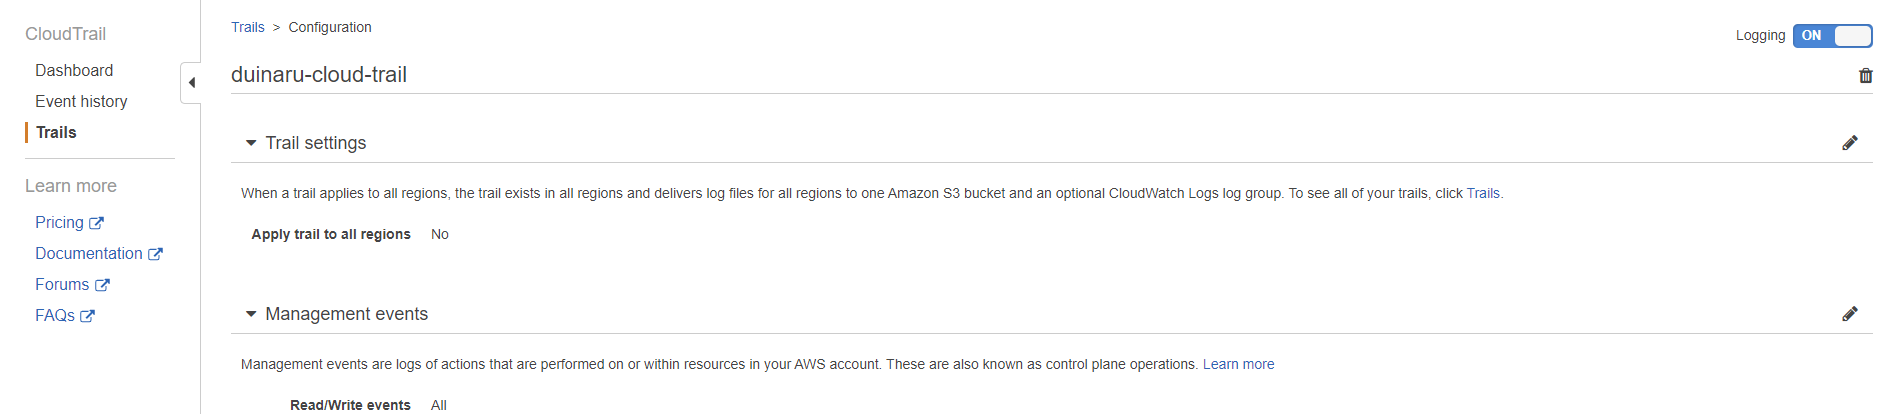 CloudTrail
Dashboard
Event history
Trails
Learn more
Pricing
Documentation
Forums
FAQs
Trails > Configuration
Logging ON
duinaru-cloud-trail
Trail settings
When a trail applies to all regions, the trail exists in all regions and delivers log files for all regions to one Amazon S3 bucket and an optional CloudWatch Logs log group. To see all of your trails, click Trails.
Apply trail to all regions No
Management events
Management events are logs of actions that are performed on or within resources in your AWS account. These are also known as control plane operations. Learn more
Read/Write events All